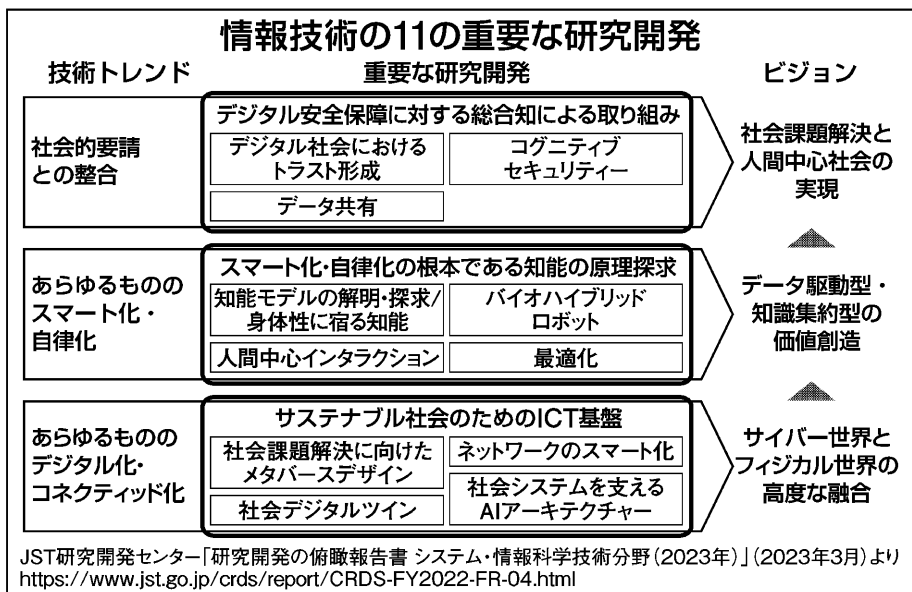 情報技術の11の重要な研究開発
技術トレンド
重要な研究開発
ビジョン
社会的要請
との整合
デジタル安全保障に対する総合知による取り組み
デジタル社会における
トラスト形成
コグニティブ
セキュリティー
データ共有
社会課題解決と
人間中心社会の
実現
あらゆるものの
スマート化・
自律化
スマート化・自律化の根本である知能の原理探求
知能モデルの解明・探求/
身体性に宿る知能
バイオハイブリッド
ロボット
人間中心インタラクション
最適化
データ駆動型・
知識集約型の
価値創造
あらゆるものの
デジタル化・
コネクティッド化
サステナブル社会のためのICT基盤
社会課題解決に向けた
メタバースデザイン
ネットワークのスマート化
社会デジタルツイン
社会システムを支える
AIアーキテクチャー
サイバー世界と
フィジカル世界の
高度な融合
JST研究開発センター「研究開発の俯瞰報告書 システム・情報科学技術分野(2023年)」(2023年3月)より
https://www.jst.go.jp/crds/report/CRDS-FY2022-FR-04.html